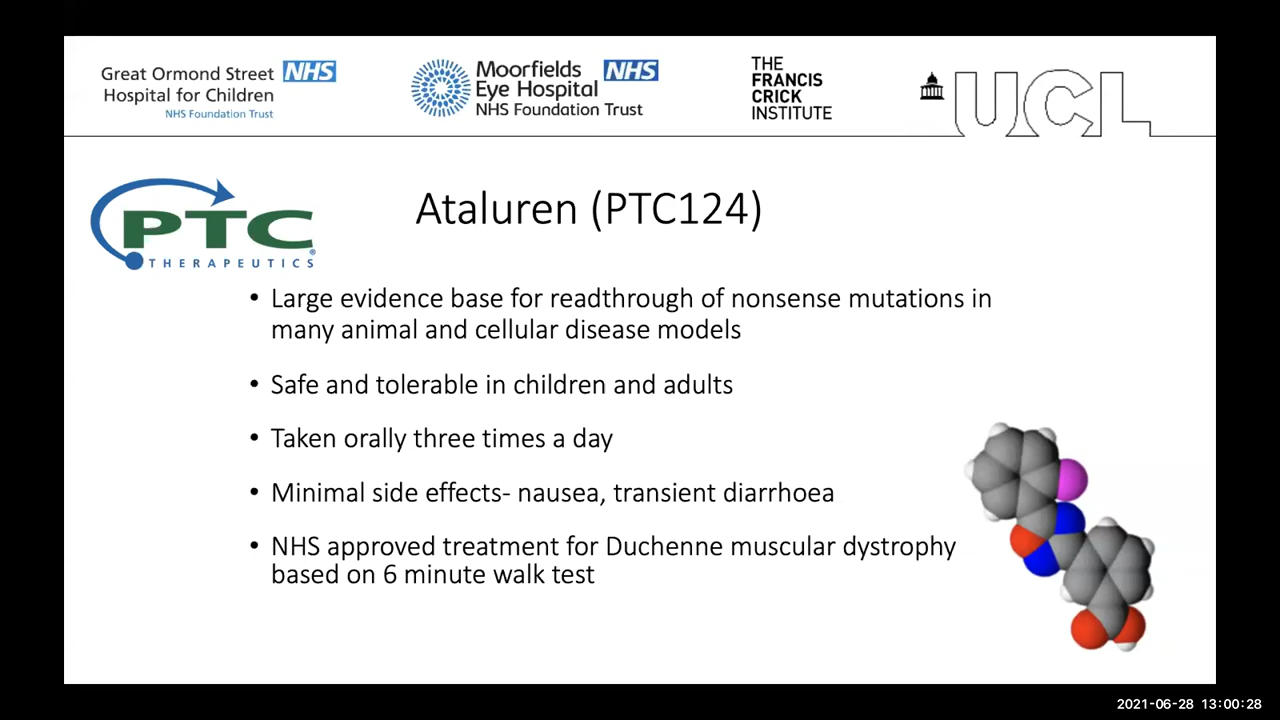 Great Ormond Street NHS
Hospital for Children
NHS Foundation Trust
Moorfields NHS
Eye Hospital
NHS Foundation Trust
THE
FRANCIS
CRICK
INSTITUTE
UCL
PTC
THERAPEUTICS®
Ataluren (PTC124)
• Large evidence base for readthrough of nonsense mutations in
many animal and cellular disease models
• Safe and tolerable in children and adults
• Taken orally three times a day
• Minimal side effects- nausea, transient diarrhoea
• NHS approved treatment for Duchenne muscular dystrophy
based on 6 minute walk test
2021-06-28 13:00:28